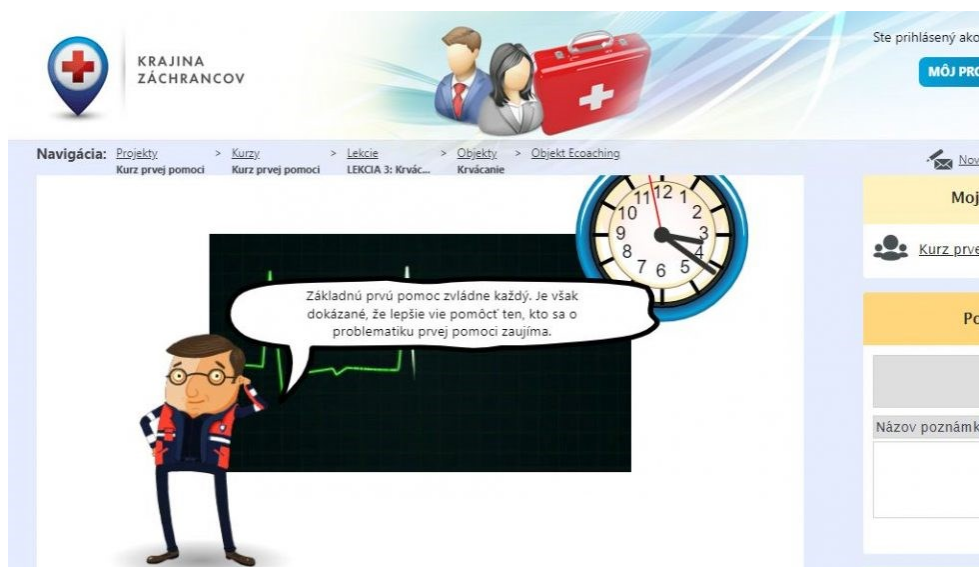 KRAJINA
ZÁCHRANCOV
Ste prihlásený ako
MÔJ PRO
Navigácia: Projekty > Kurzy > Lekcie > Objekty > Objekt Ecoaching
Kurz prvej pomoci Kurz prvej pomoci LEKCIA 3: Krvác... Krvácanie
Nov
Moj
Kurz prve
Po
Názov poznámk
11 12 1
10 2
9 3
8 4
7 6 5
Základnú prvú pomoc zvládne každý. Je však
dokázané, že lepšie vie pomôcť ten, kto sa o
problematiku prvej pomoci zaujíma.